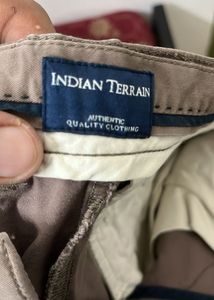 INDIAN TERRAIN
AUTHENTIC
QUALITY CLOTHING